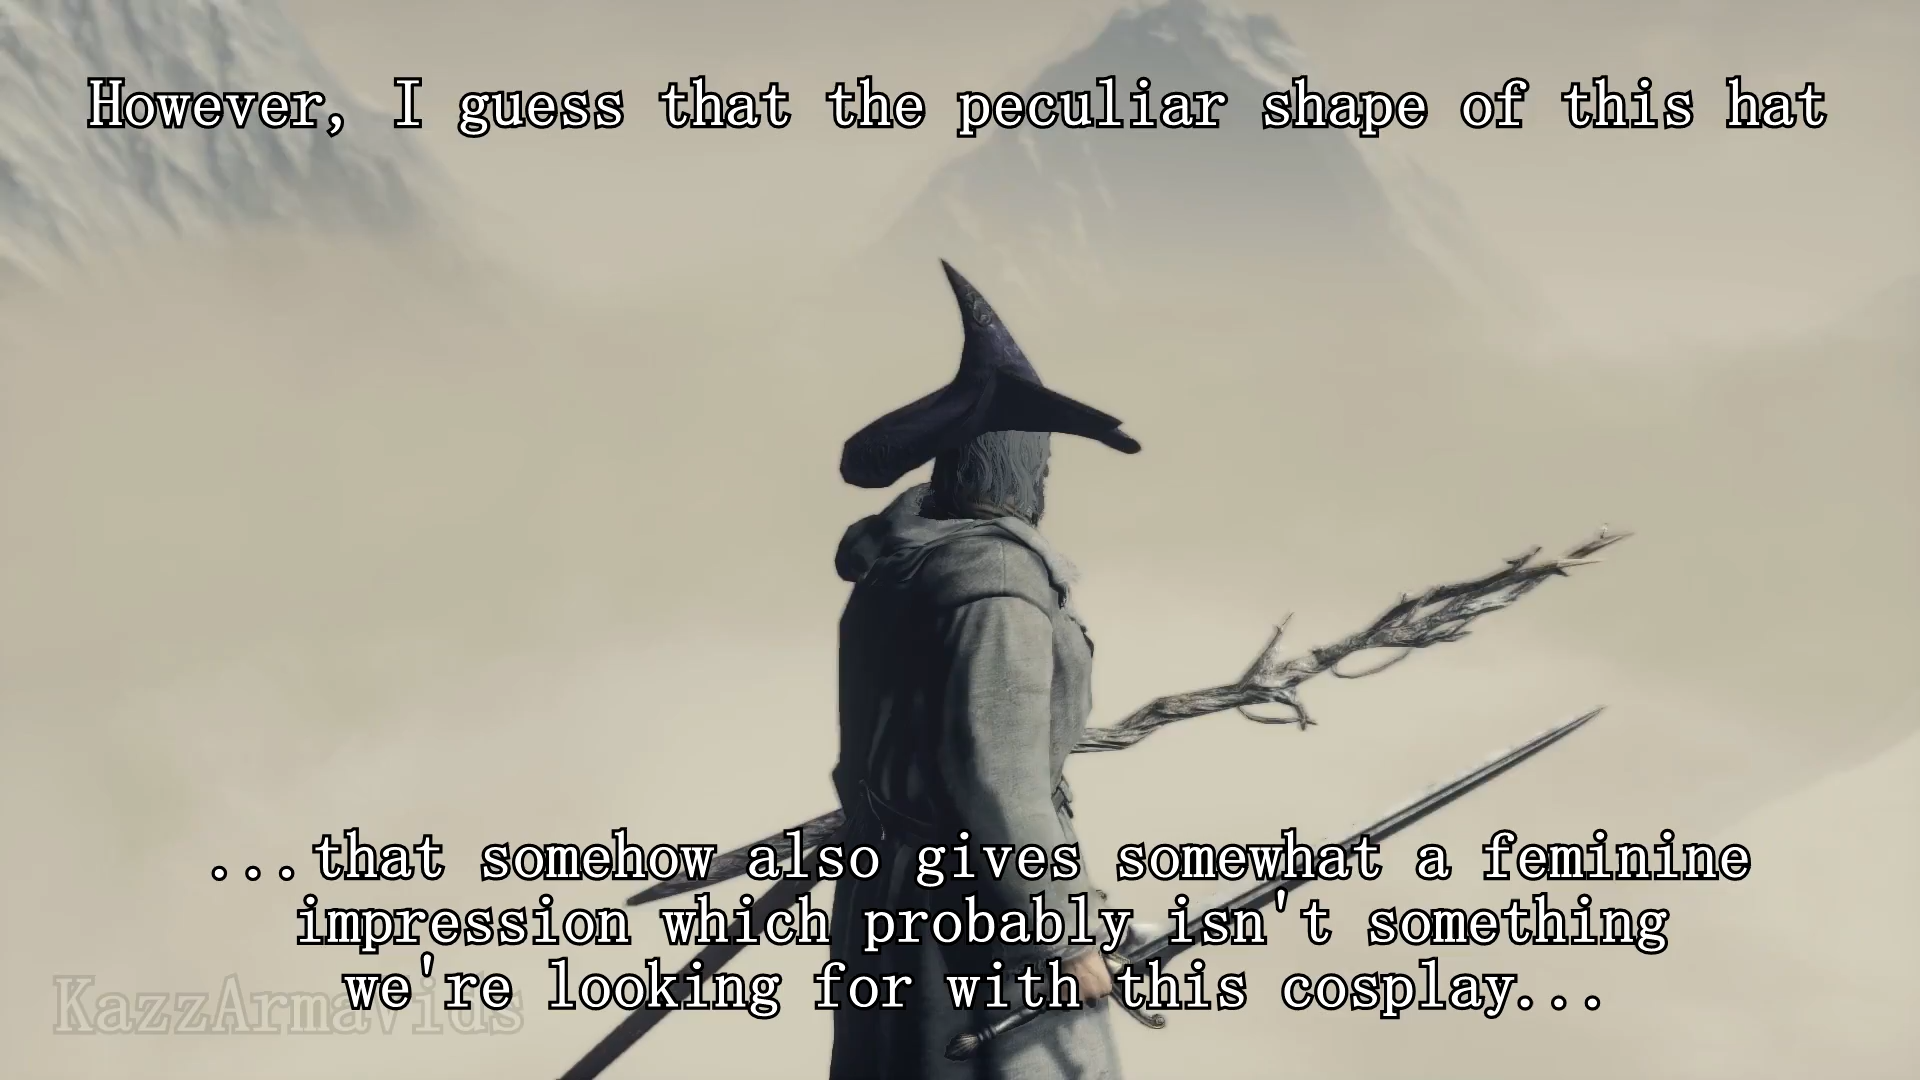 However, I guess that the peculiar shape of this hat
...that somehow also gives somewhat a feminine
impression which probably isn't something
we're looking for with this cosplay...
KazzArmaVids